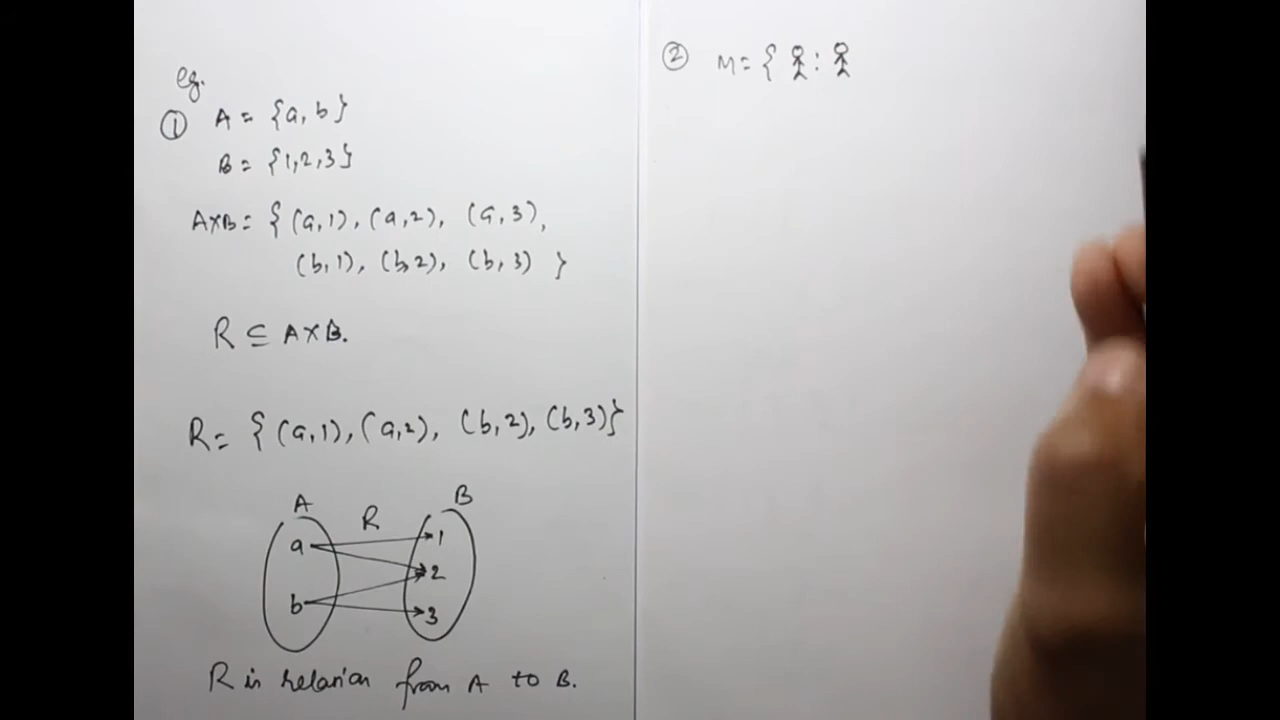 eg.
① A = {a, b}
B = {1,2,3}
A×B = { (a,1), (a,2), (a,3),
(b,1), (b,2), (b,3) }
R ⊆ A×B.
R = { (a,1), (a,2), (b,2), (b,3)}
A B
R
a 1
2
b 3
R is relation from A to B.
② M = { :